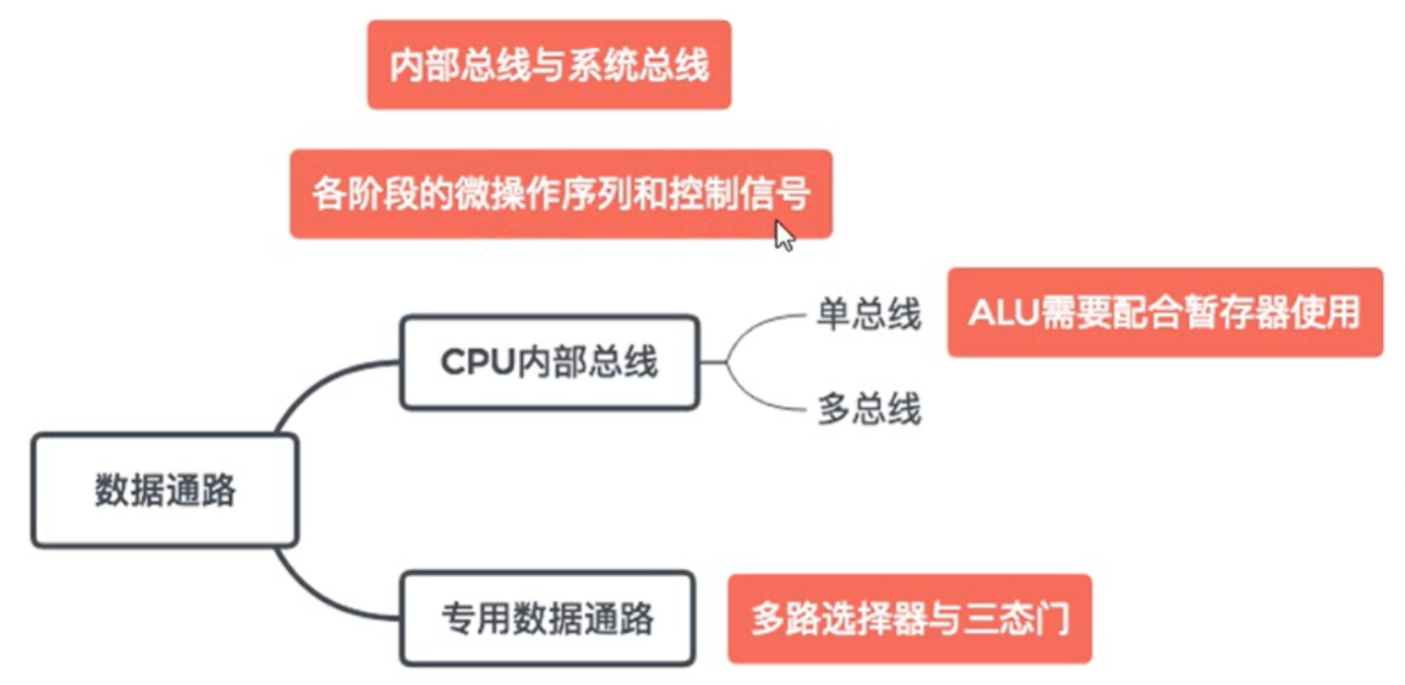 内部总线与系统总线
各阶段的微操作序列和控制信号
单总线
ALU需要配合暂存器使用
CPU内部总线
多总线
数据通路
专用数据通路
多路选择器与三态门